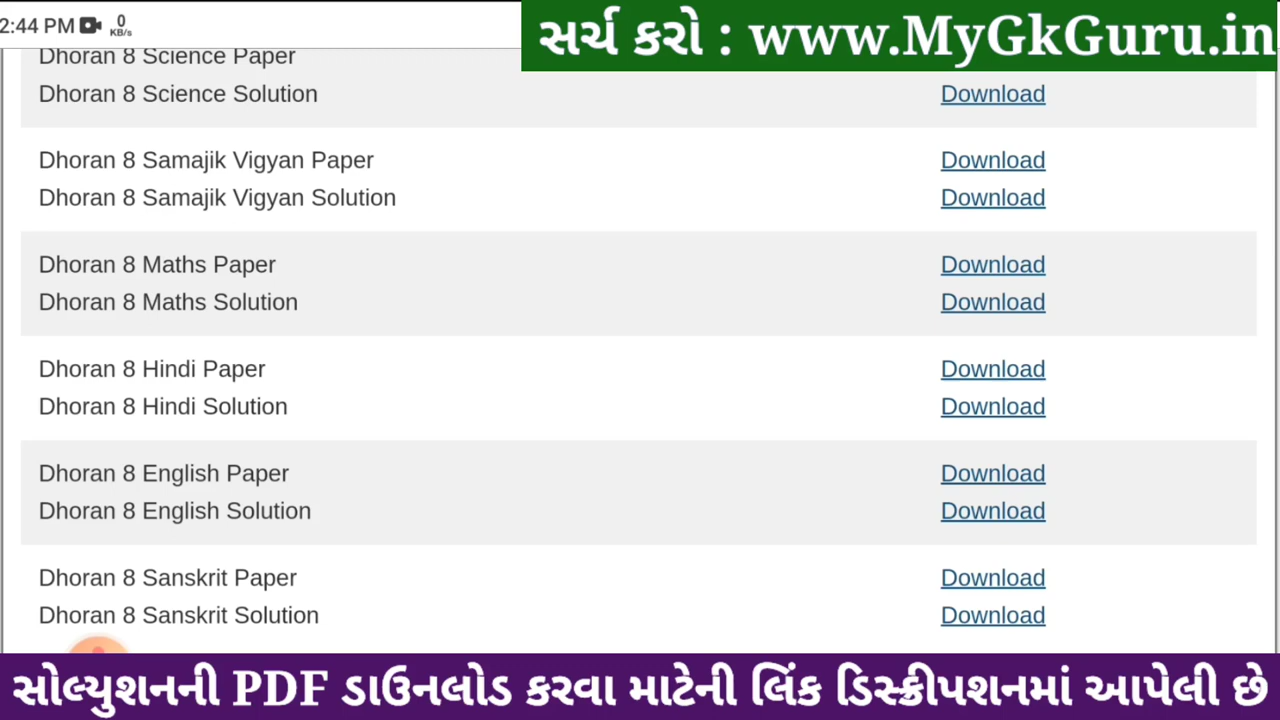 2:44 PM 0 KB/s
સર્ચ કરો : www.MyGkGuru.in
Dhoran 8 Science Paper
Dhoran 8 Science Solution Download
Dhoran 8 Samajik Vigyan Paper Download
Dhoran 8 Samajik Vigyan Solution Download
Dhoran 8 Maths Paper Download
Dhoran 8 Maths Solution Download
Dhoran 8 Hindi Paper Download
Dhoran 8 Hindi Solution Download
Dhoran 8 English Paper Download
Dhoran 8 English Solution Download
Dhoran 8 Sanskrit Paper Download
Dhoran 8 Sanskrit Solution Download
સોલ્યુશનની PDF ડાઉનલોડ કરવા માટેની લિંક ડિસ્ક્રીપશનમાં આપેલી છે